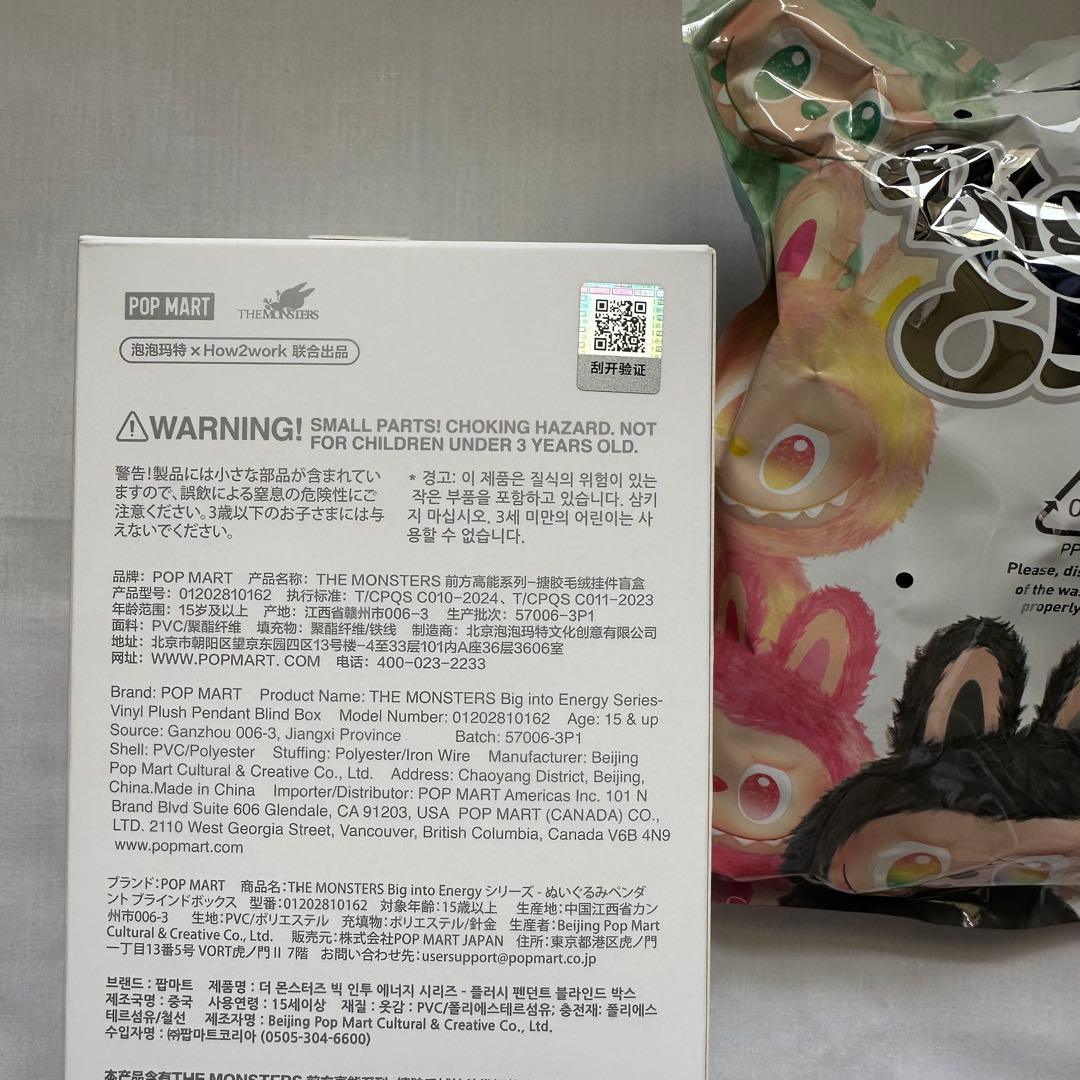 POP MART THE MONSTERS
泡泡玛特 × How2work 联合出品
刮开验证
WARNING! SMALL PARTS! CHOKING HAZARD. NOT
FOR CHILDREN UNDER 3 YEARS OLD.
警告!製品には小さな部品が含まれてい
ますので、誤飲による窒息の危険性にご
注意ください。3歳以下のお子さまには与
えないでください。
* 경고: 이 제품은 질식의 위험이 있는
작은 부품을 포함하고 있습니다. 삼키
지 마십시오. 3세 미만의 어린이는 사
용할 수 없습니다.
品牌: POP MART 产品名称: THE MONSTERS 前方高能系列-搪胶毛绒挂件盲盒
产品型号: 01202810162 执行标准: T/CPQS C010-2024、T/CPQS C011-2023
年龄范围: 15岁及以上 产地: 江西省赣州市006-3 生产批次: 57006-3P1
面料: PVC/聚酯纤维 填充物: 聚酯纤维/铁线 制造商: 北京泡泡玛特文化创意有限公司
地址: 北京市朝阳区望京东园四区13号楼-4至33层101内A座36层3606室
网址: WWW.POPMART.COM 电话: 400-023-2233
Brand: POP MART Product Name: THE MONSTERS Big into Energy Series-
Vinyl Plush Pendant Blind Box Model Number: 01202810162 Age: 15 & up
Source: Ganzhou 006-3, Jiangxi Province Batch: 57006-3P1
Shell: PVC/Polyester Stuffing: Polyester/Iron Wire Manufacturer: Beijing
Pop Mart Cultural & Creative Co., Ltd. Address: Chaoyang District, Beijing,
China.Made in China Importer/Distributor: POP MART Americas Inc. 101 N
Brand Blvd Suite 606 Glendale, CA 91203, USA POP MART (CANADA) CO.,
LTD. 2110 West Georgia Street, Vancouver, British Columbia, Canada V6B 4N9
www.popmart.com
ブランド:POP MART 商品名:THE MONSTERS Big into Energy シリーズ - ぬいぐるみペンダ
ント ブラインドボックス 型番:01202810162 対象年齢:15歳以上 生産地:中国江西省カン
州市006-3 生地:PVC/ポリエステル 充填物:ポリエステル/針金 生産者:Beijing Pop Mart
Cultural & Creative Co., Ltd. 販売元:株式会社POP MART JAPAN 住所:東京都港区虎ノ門
一丁目13番5号 VORT虎ノ門II 7階 お問い合わせ先:usersupport@popmart.co.jp
브랜드 : 팝마트 제품명 : 더 몬스터즈 빅 인투 에너지 시리즈 - 플러시 펜던트 블라인드 박스
제조국명 : 중국 사용연령 : 15세이상 재질 : 옷감 : PVC/폴리에스테르섬유; 충전재: 폴리에스
테르섬유/철선 제조자명 : Beijing Pop Mart Cultural & Creative Co., Ltd.
수입자명 : ㈜팝마트코리아 (0505-304-6600)
本产品含有THE MONSTERS 前方高能系列
Please, dis
of the was
properly
PP